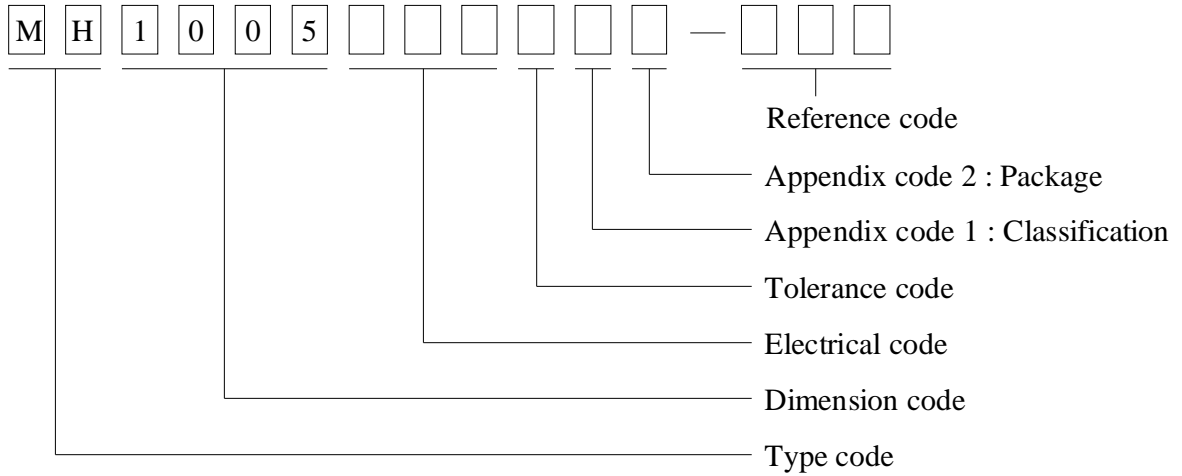 M H 1 0 0 5 —
Reference code
Appendix code 2 : Package
Appendix code 1 : Classification
Tolerance code
Electrical code
Dimension code
Type code